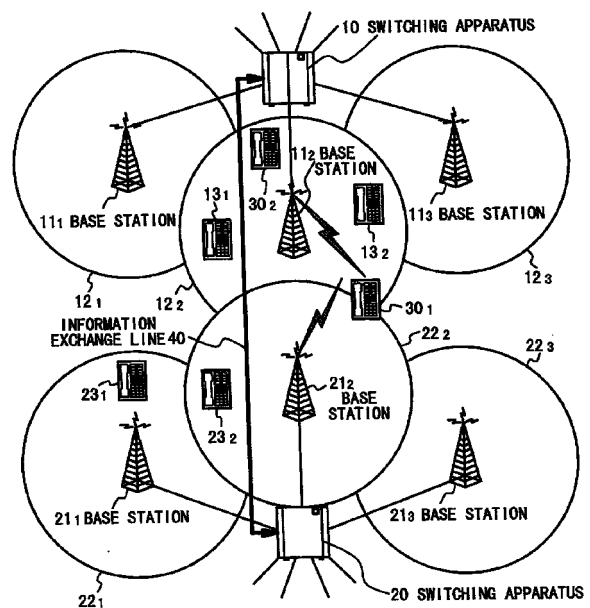 10 SWITCHING APPARATUS
11₂ BASE
STATION
30₂
13₁
13₂
11₁ BASE STATION
11₃ BASE STATION
12₁
12₂
12₃
30₁
INFORMATION
EXCHANGE LINE 40
22₂
22₃
23₁
23₂
21₂
BASE
STATION
21₁ BASE STATION
21₃ BASE STATION
22₁
20 SWITCHING APPARATUS